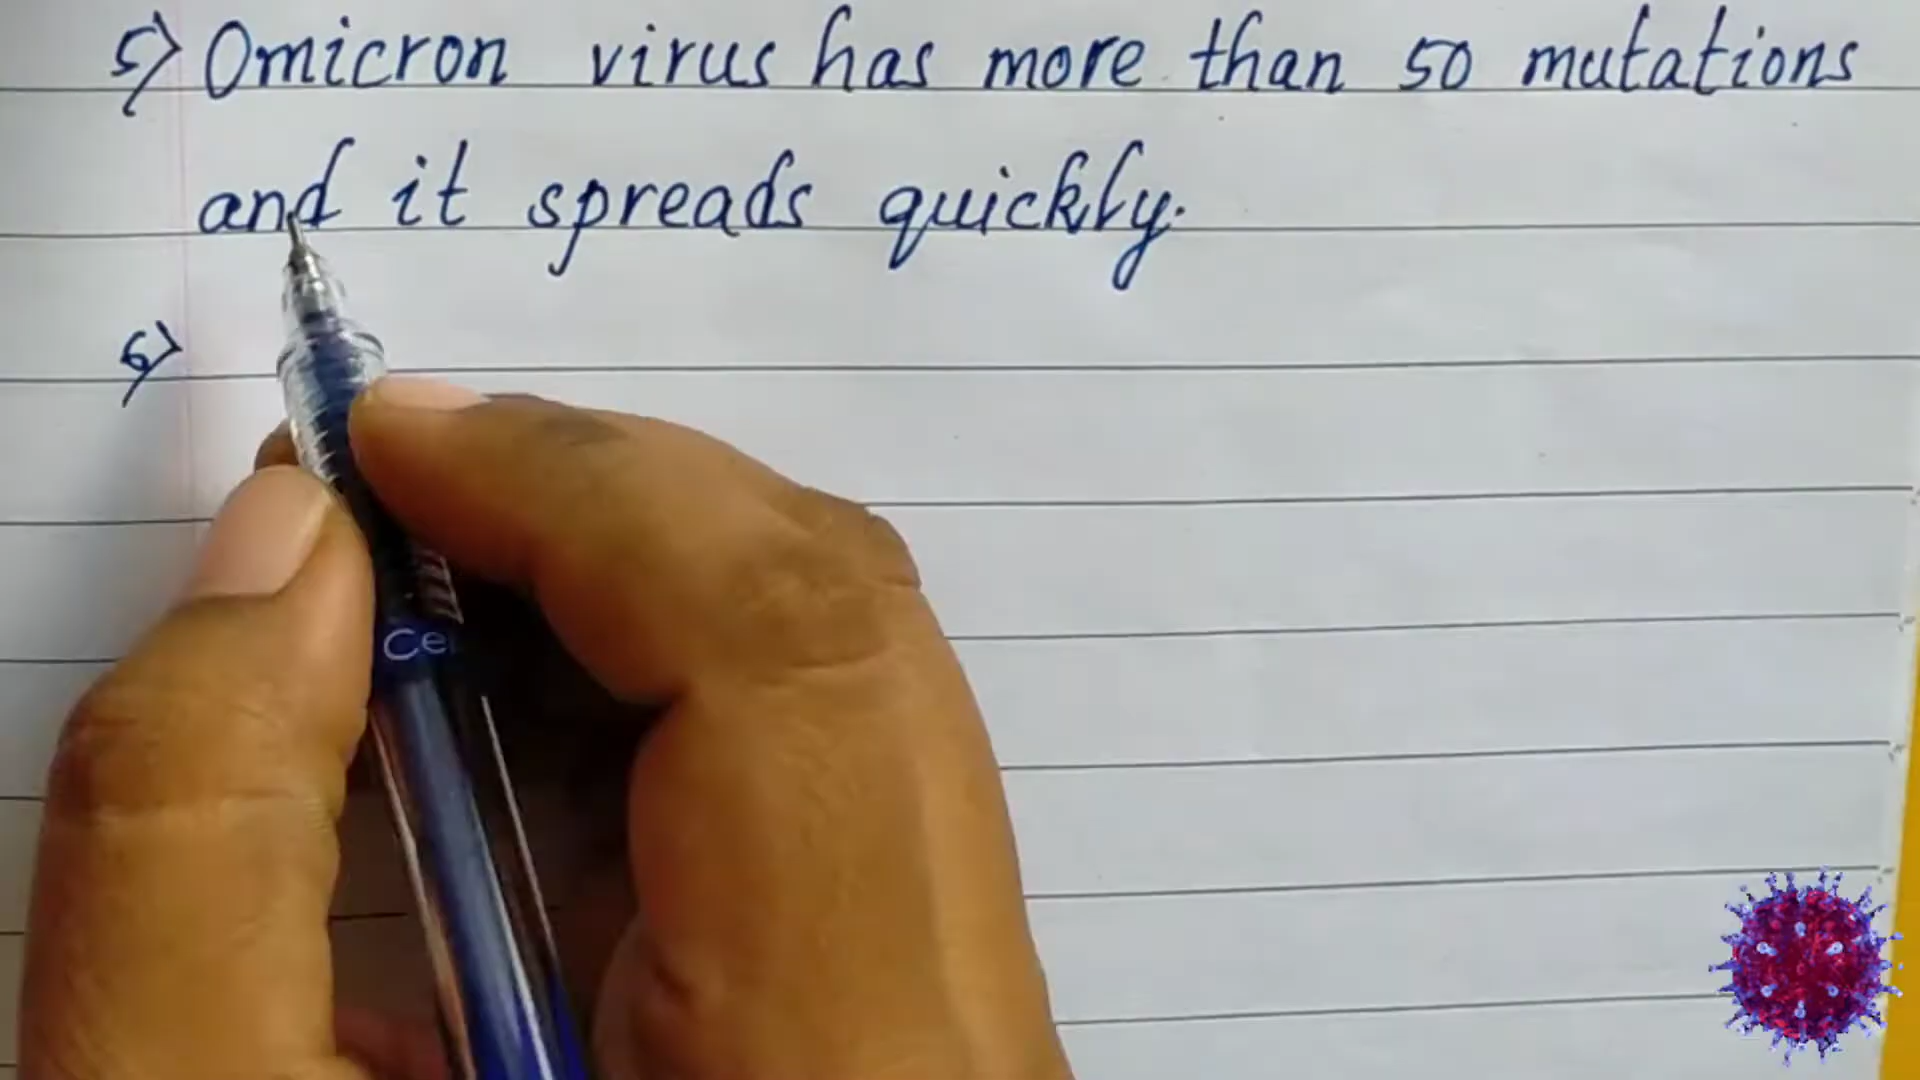 5) Omicron virus has more than 50 mutations
and it spreads quickly.
6)
Ce